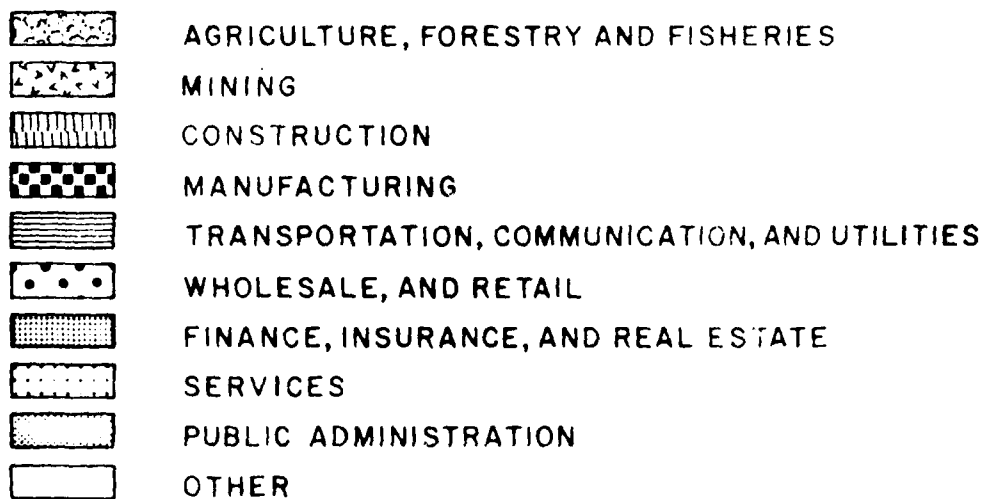 AGRICULTURE, FORESTRY AND FISHERIES
MINING
CONSTRUCTION
MANUFACTURING
TRANSPORTATION, COMMUNICATION, AND UTILITIES
WHOLESALE, AND RETAIL
FINANCE, INSURANCE, AND REAL ESTATE
SERVICES
PUBLIC ADMINISTRATION
OTHER